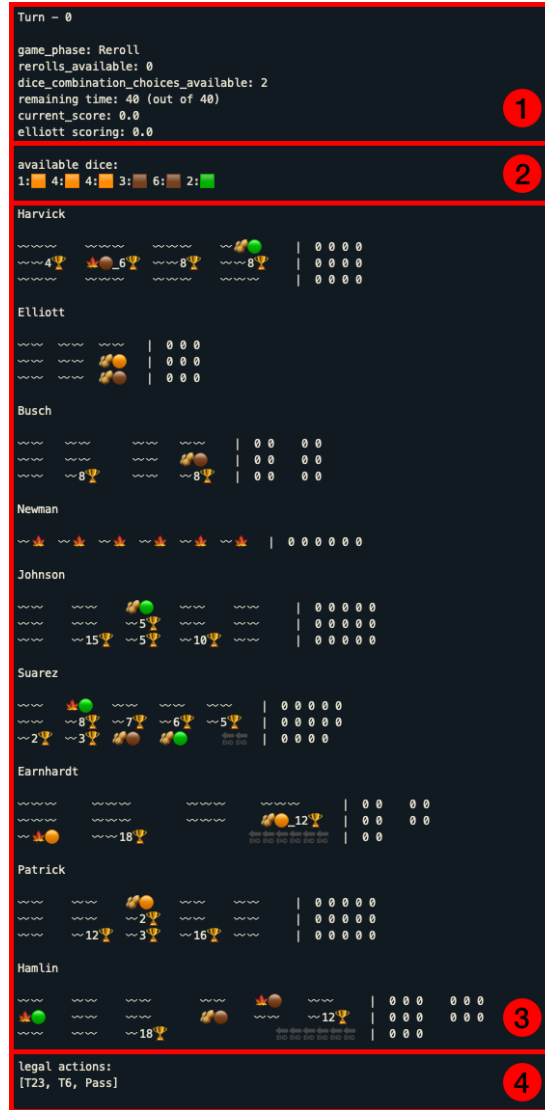 Turn – 0
game_phase: Reroll
rerolls_available: 0
dice_combination_choices_available: 2
remaining time: 40 (out of 40)
current_score: 0.0
elliott scoring: 0.0
1
available dice:
1:🟧 4:🟧 4:🟧 3:🟫 6:🟫 2:🟩
2
Harvick
~~~ ~~~ ~~~ ~🥜🟢 | 0 0 0 0
~~4🏆 🍁🟤_6🏆 ~~8🏆 ~~8🏆 | 0 0 0 0
~~~ ~~~ ~~~ ~~~ | 0 0 0 0
Elliott
~~ ~~ ~~ | 0 0 0
~~ ~~ 🥜🟠 | 0 0 0
~~ ~~ 🥜🟤 | 0 0 0
Busch
~~ ~~ ~~ ~~ | 0 0 0 0
~~ ~~ ~~ 🥜🟤 | 0 0 0 0
~~ ~8🏆 ~~ ~8🏆 | 0 0 0 0
Newman
~🍁 ~🍁 ~🍁 ~🍁 ~🍁 ~🍁 | 0 0 0 0 0 0
Johnson
~~ ~~ 🥜🟢 ~~ ~~ | 0 0 0 0 0
~~ ~~ ~5🏆 ~~ ~~ | 0 0 0 0 0
~~ ~15🏆 ~5🏆 ~10🏆 ~~ | 0 0 0 0 0
Suarez
~~ 🍁🟢 ~~ ~~ ~~ | 0 0 0 0 0
~~ ~8🏆 ~7🏆 ~6🏆 ~5🏆 | 0 0 0 0 0
~2🏆 ~3🏆 🥜🟤 🥜🟢 🔚🔚 | 0 0 0 0
Earnhardt
~~~ ~~~ ~~~ ~~~ | 0 0 0 0
~~~ ~~~ ~~~ 🥜🟠_12🏆 | 0 0 0 0
~🍁🟠 ~~18🏆 🔚🔚🔚🔚🔚🔚 | 0 0
Patrick
~~ ~~ 🥜🟠 ~~ ~~ | 0 0 0 0 0
~~ ~~ ~2🏆 ~~ ~~ | 0 0 0 0 0
~~ ~12🏆 ~3🏆 ~16🏆 ~~ | 0 0 0 0 0
Hamlin
~~ ~~ ~~ ~~ 🍁🟤 ~~ | 0 0 0 0 0 0
🍁🟢 ~~ ~~ 🥜🟤 ~~ ~12🏆 | 0 0 0 0 0 0
~~ ~~ ~18🏆 🔚🔚🔚🔚🔚🔚 | 0 0 0
3
legal actions:
[T23, T6, Pass]
4